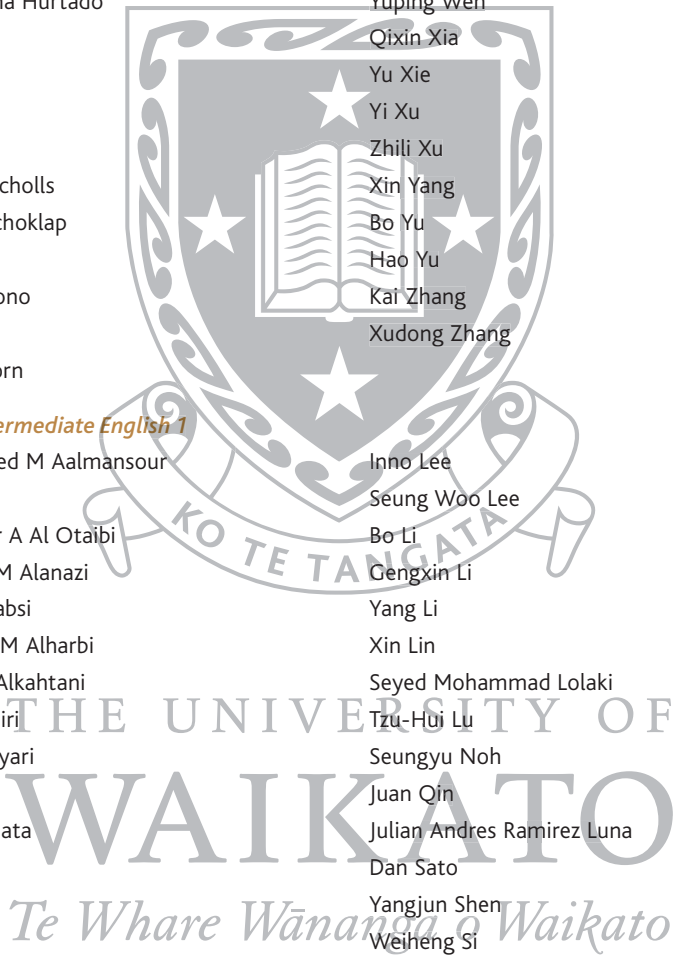 Hurtado
cholls
choklap
ono
orn
ermediate English 1
ed M Aalmansour
r A Al Otaibi
M Alanazi
absi
M Alharbi
Alkahtani
iri
yari
ata
Yuping Wen
Qixin Xia
Yu Xie
Yi Xu
Zhili Xu
Xin Yang
Bo Yu
Hao Yu
Kai Zhang
Xudong Zhang
Inno Lee
Seung Woo Lee
Bo Li
Gengxin Li
Yang Li
Xin Lin
Seyed Mohammad Lolaki
Tzu-Hui Lu
Seungyu Noh
Juan Qin
Julian Andres Ramirez Luna
Dan Sato
Yangjun Shen
Weiheng Si
KO TE TANGATA
THE UNIVERSITY OF
WAIKATO
Te Whare Wānanga o Waikato